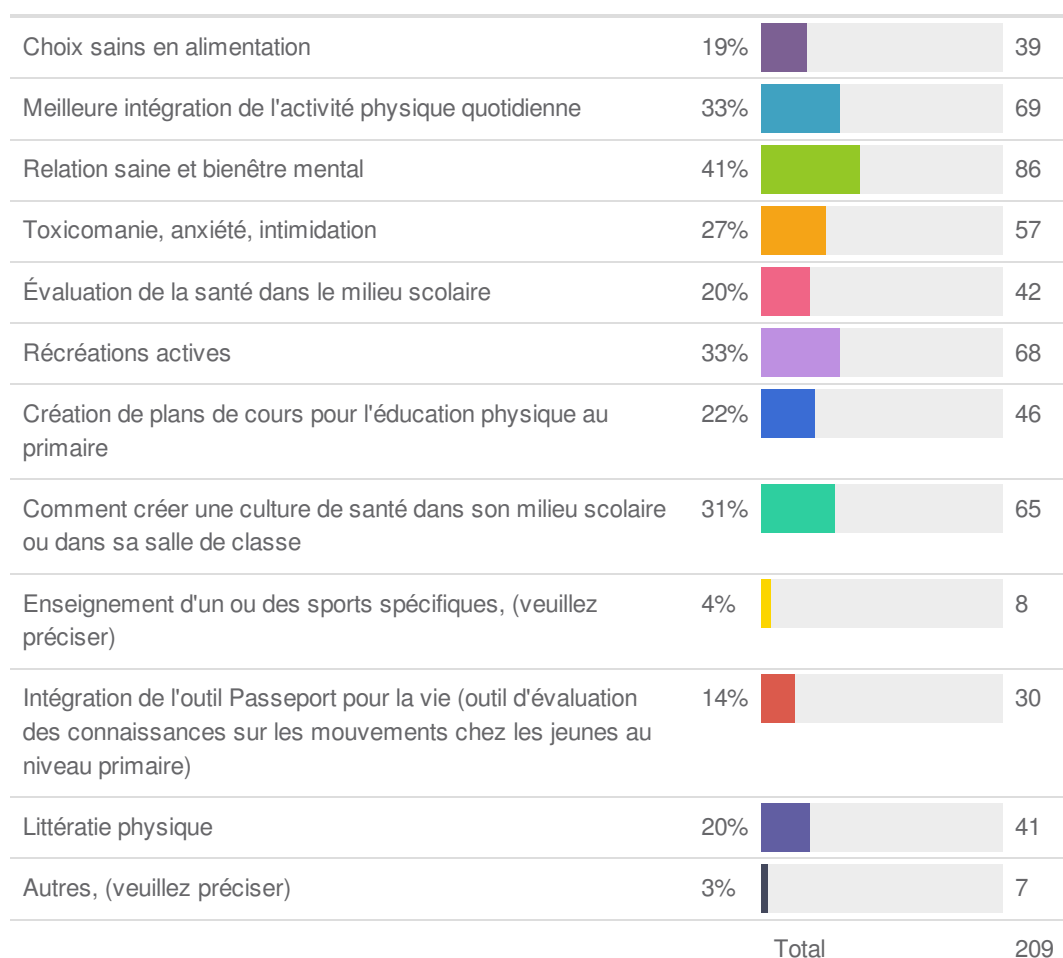 Choix sains en alimentation 19% 39
Meilleure intégration de l'activité physique quotidienne 33% 69
Relation saine et bienêtre mental 41% 86
Toxicomanie, anxiété, intimidation 27% 57
Évaluation de la santé dans le milieu scolaire 20% 42
Récréations actives 33% 68
Création de plans de cours pour l'éducation physique au 22% 46
primaire
Comment créer une culture de santé dans son milieu scolaire 31% 65
ou dans sa salle de classe
Enseignement d'un ou des sports spécifiques, (veuillez 4% 8
préciser)
Intégration de l'outil Passeport pour la vie (outil d'évaluation 14% 30
des connaissances sur les mouvements chez les jeunes au
niveau primaire)
Littératie physique 20% 41
Autres, (veuillez préciser) 3% 7
Total 209